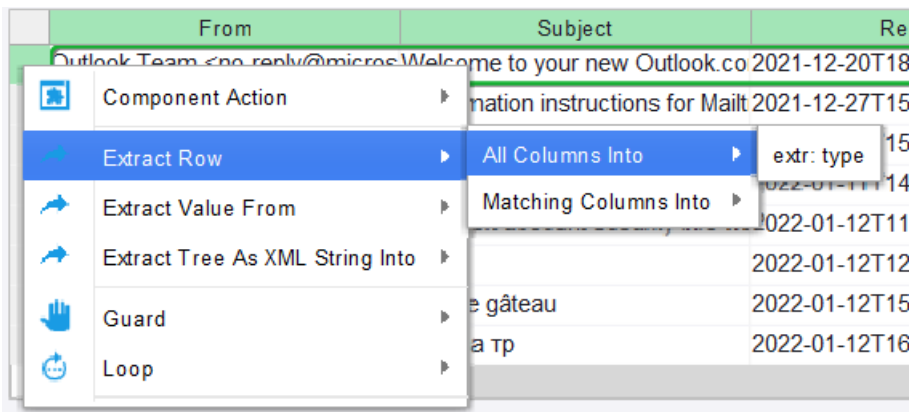 From Subject Re
Outlook Team <no-reply@micros Welcome to your new Outlook.co 2021-12-20T18
Component Action mation instructions for Mailt 2021-12-27T15
Extract Row All Columns Into extr: type 15
14
Extract Value From Matching Columns Into
2022-01-12T11
Extract Tree As XML String Into 2022-01-12T12
Guard e gâteau 2022-01-12T15
а тр 2022-01-12T16
Loop